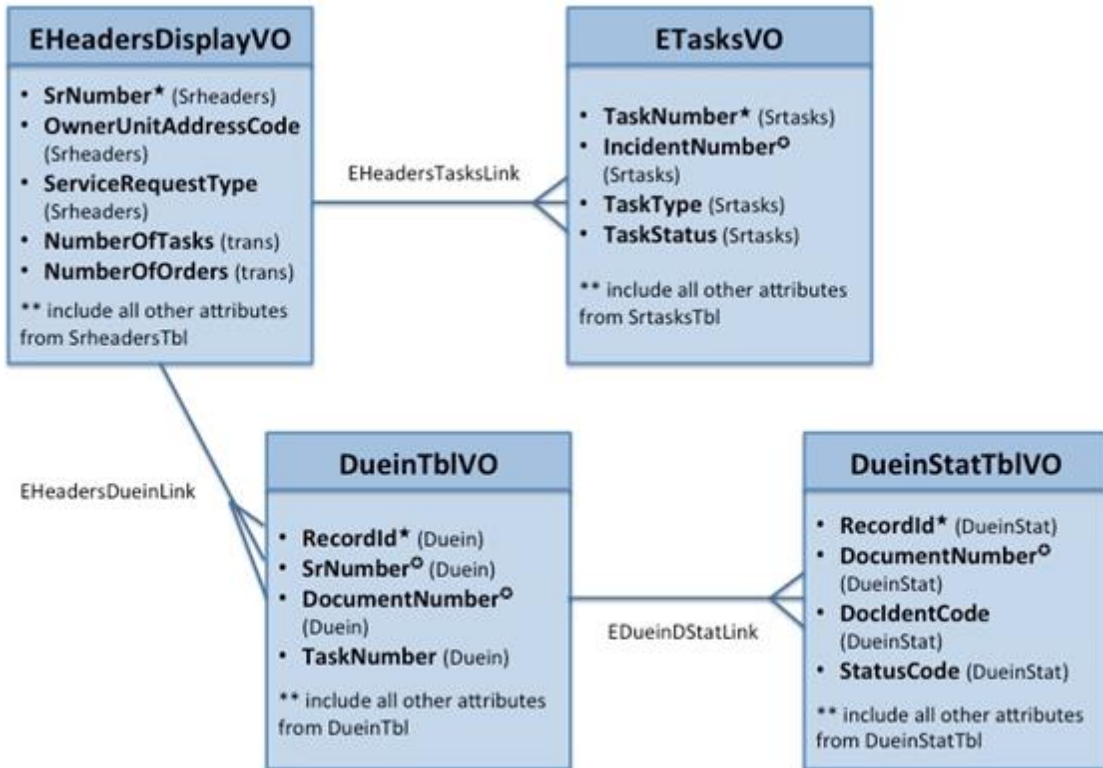 EHeadersDisplayVO
• SrNumber★ (Srheaders)
• OwnerUnitAddressCode
(Srheaders)
• ServiceRequestType
(Srheaders)
• NumberOfTasks (trans)
• NumberOfOrders (trans)
** include all other attributes
from SrheadersTbl
EHeadersTasksLink
ETasksVO
• TaskNumber★ (Srtasks)
• IncidentNumber✪
(Srtasks)
• TaskType (Srtasks)
• TaskStatus (Srtasks)
** include all other attributes
from SrtasksTbl
EHeadersDueinLink
DueinTblVO
• RecordId★ (Duein)
• SrNumber✪ (Duein)
• DocumentNumber✪
(Duein)
• TaskNumber (Duein)
** include all other attributes
from DueinTbl
EDueinDStatLink
DueinStatTblVO
• RecordId★ (DueinStat)
• DocumentNumber✪
(DueinStat)
• DocIdentCode
(DueinStat)
• StatusCode (DueinStat)
** include all other attributes
from DueinStatTbl